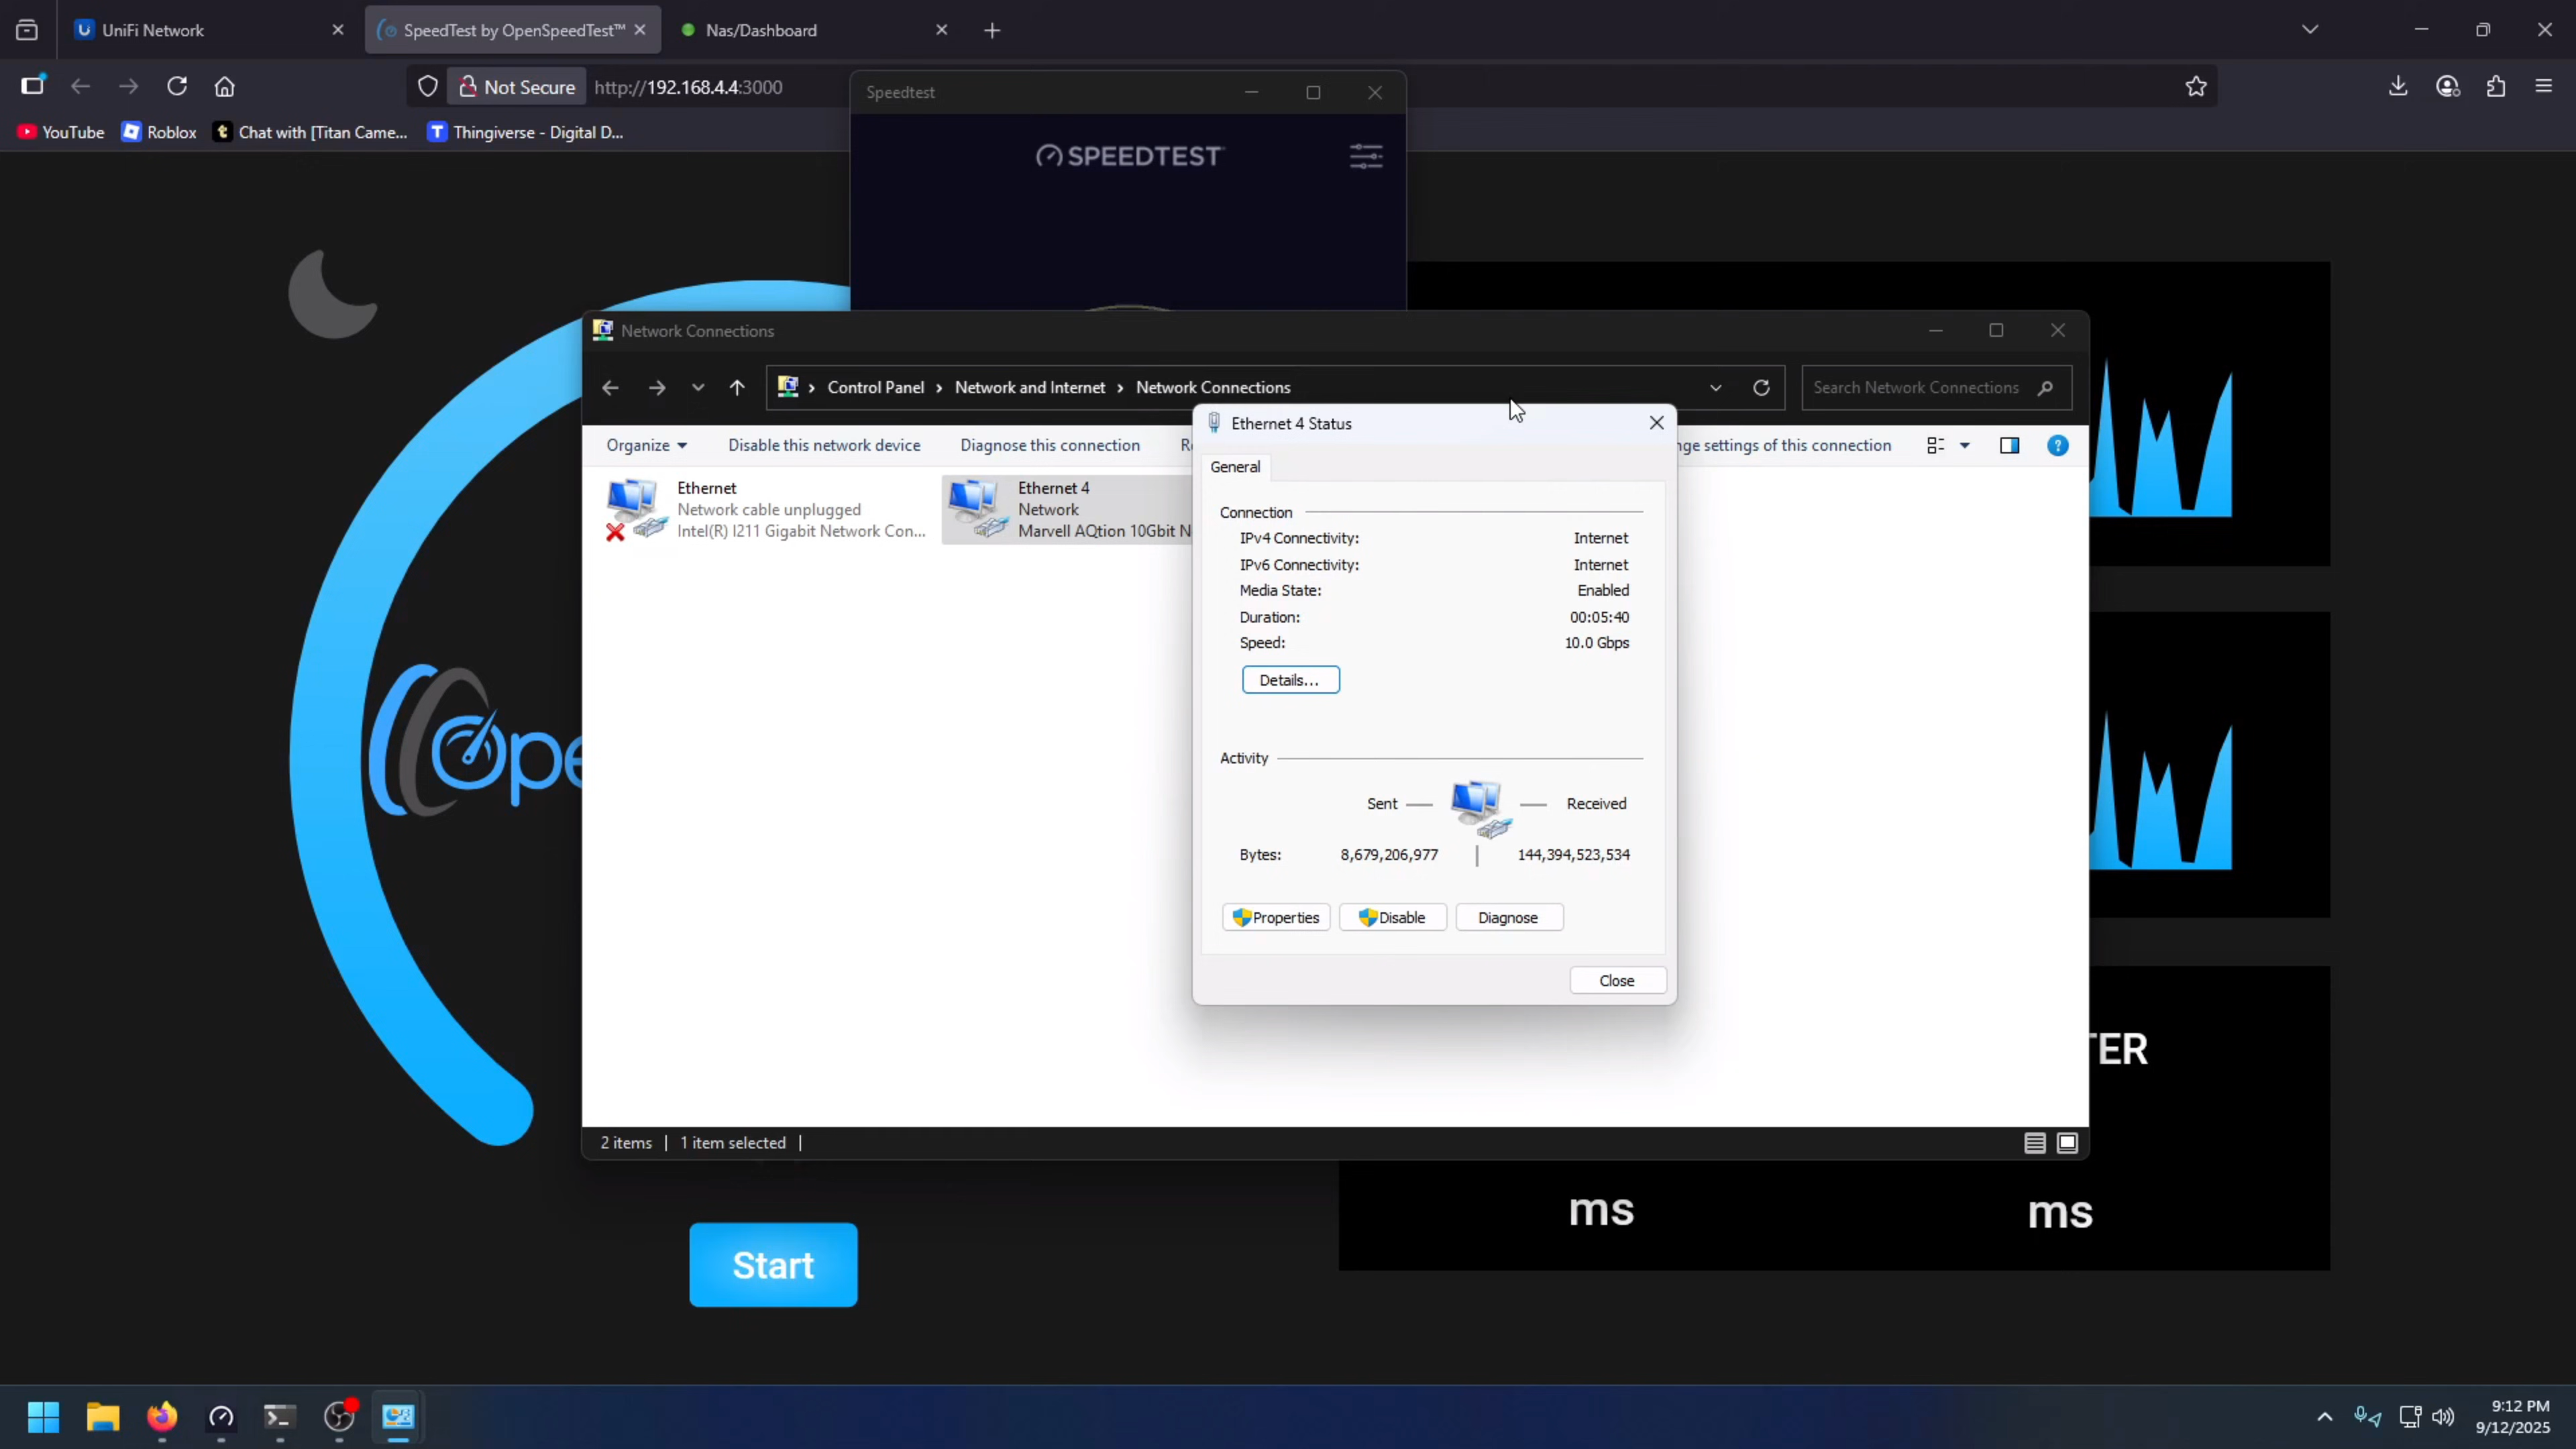 UniFi Network
SpeedTest by OpenSpeedTest™
Nas/Dashboard
Not Secure
http://192.168.4.4:3000
YouTube
Roblox
Chat with [Titan Came...
Thingiverse - Digital D...
Speedtest
SPEEDTEST
Network Connections
Control Panel > Network and Internet > Network Connections
Search Network Connections
Organize
Disable this network device
Diagnose this connection
nge settings of this connection
Ethernet
Network cable unplugged
Intel(R) I211 Gigabit Network Con...
Ethernet 4
Network
Marvell AQtion 10Gbit N
Ethernet 4 Status
General
Connection
IPv4 Connectivity: Internet
IPv6 Connectivity: Internet
Media State: Enabled
Duration: 00:05:40
Speed: 10.0 Gbps
Details...
Activity
Sent — Received
Bytes: 8,679,206,977 | 144,394,523,534
Properties
Disable
Diagnose
Close
2 items | 1 item selected |
Ope
TER
ms
ms
Start
9:12 PM
9/12/2025